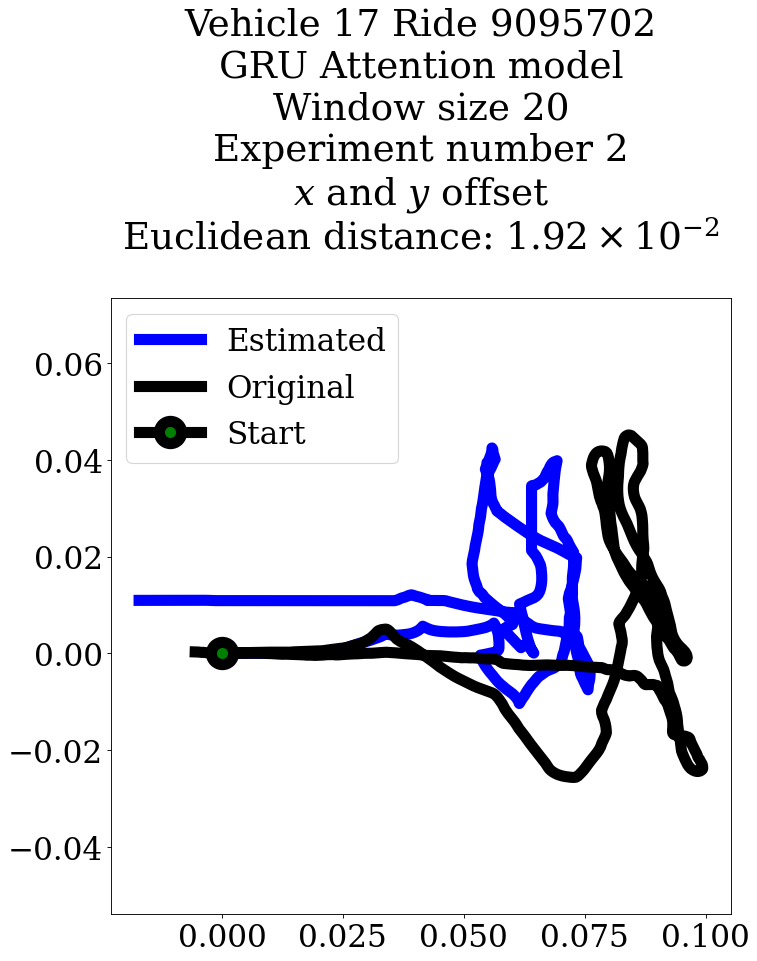 Vehicle 17 Ride 9095702
GRU Attention model
Window size 20
Experiment number 2
x and y offset
Euclidean distance: 1.92 × 10⁻²
Estimated
Original
Start
0.06
0.04
0.02
0.00
−0.02
−0.04
0.000 0.025 0.050 0.075 0.100